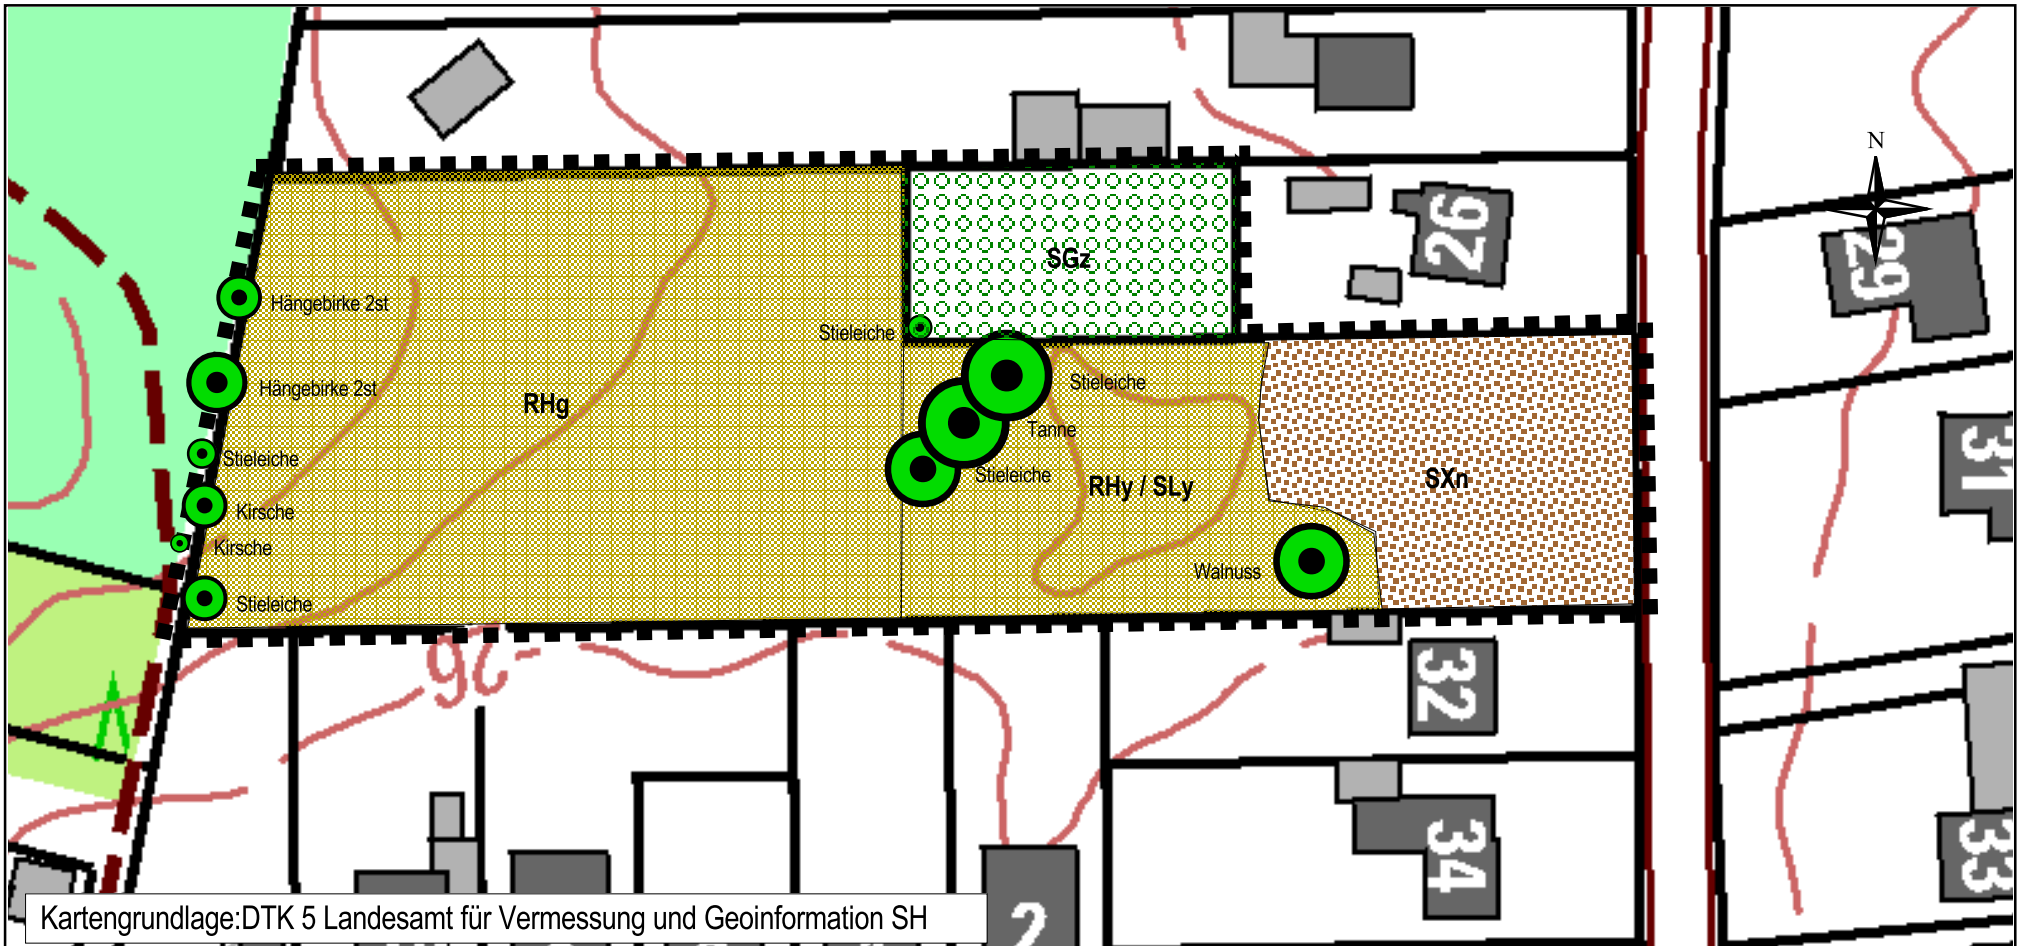 N
26
29
SGz
Hängebirke 2st
Stieleiche
Stieleiche
Hängebirke 2st
RHg
Tanne
31
Stieleiche
Stieleiche
SXn
RHy / SLy
Kirsche
Kirsche
Walnuss
Stieleiche
26
32
34
33
2
Kartengrundlage:DTK 5 Landesamt für Vermessung und Geoinformation SH